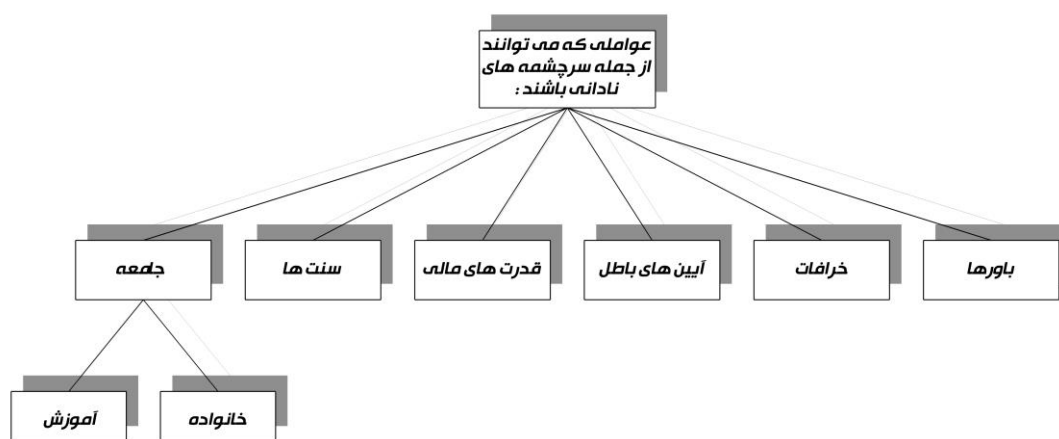 عواملی که می توانند
از جمله سرچشمه های
نادانی باشند :
باورها
خرافات
آیین های باطل
قدرت های مالی
سنت ها
جامعه
خانواده
آموزش